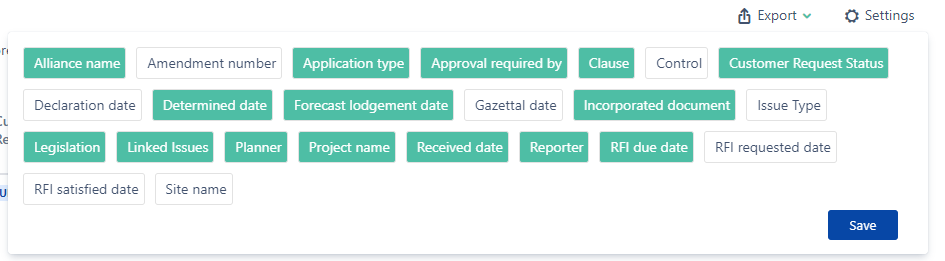 Export Settings
Alliance name Amendment number Application type Approval required by Clause Control Customer Request Status
Declaration date Determined date Forecast lodgement date Gazettal date Incorporated document Issue Type
Legislation Linked Issues Planner Project name Received date Reporter RFI due date RFI requested date
RFI satisfied date Site name
Save